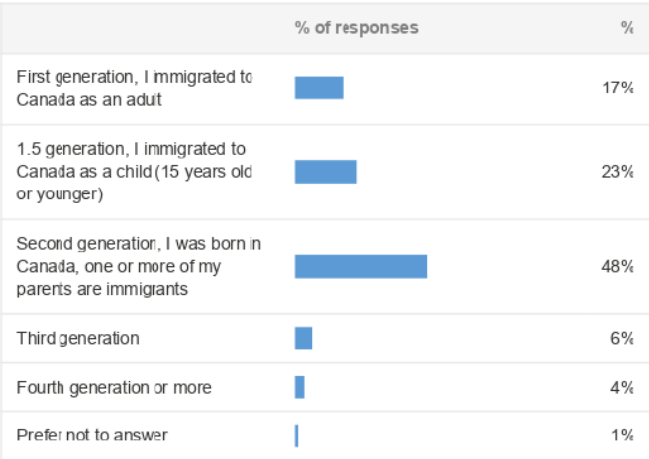 % of responses %
First generation, I immigrated to
Canada as an adult
17%
1.5 generation, I immigrated to
Canada as a child (15 years old
or younger)
23%
Second generation, I was born in
Canada, one or more of my
parents are immigrants
48%
Third generation 6%
Fourth generation or more 4%
Prefer not to answer 1%